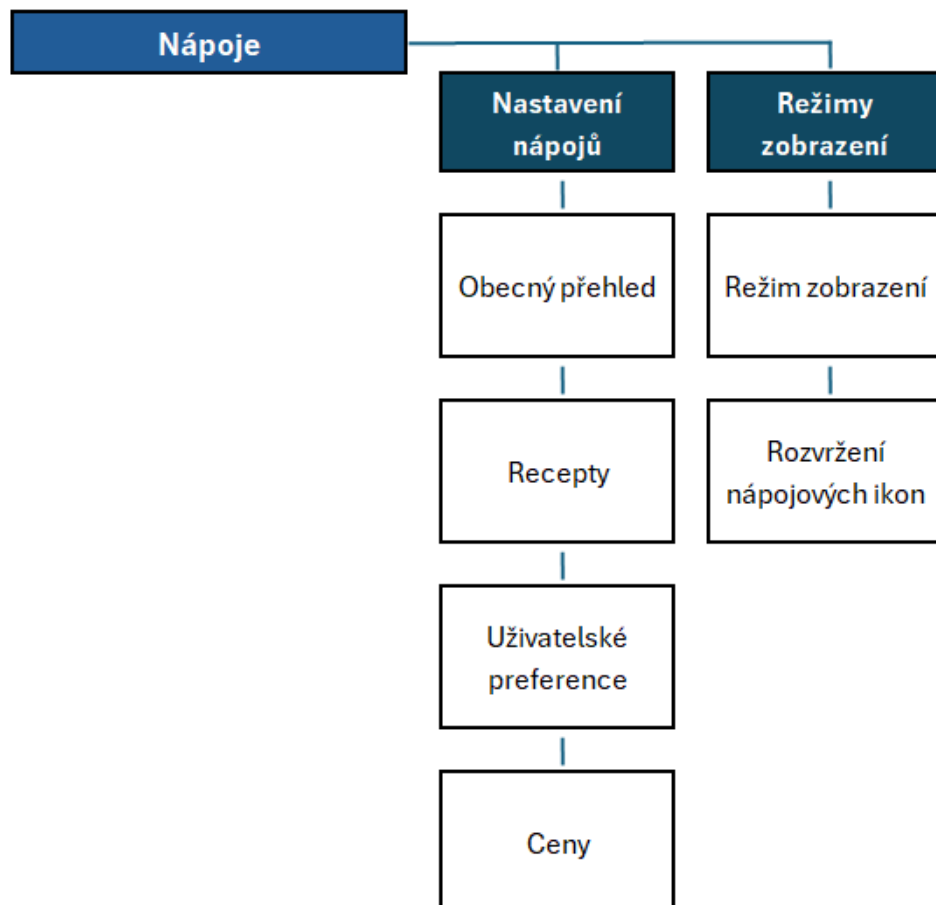 Nápoje
Nastavení
nápojů
Režimy
zobrazení
Obecný přehled
Režim zobrazení
Recepty
Rozvržení
nápojových ikon
Uživatelské
preference
Ceny